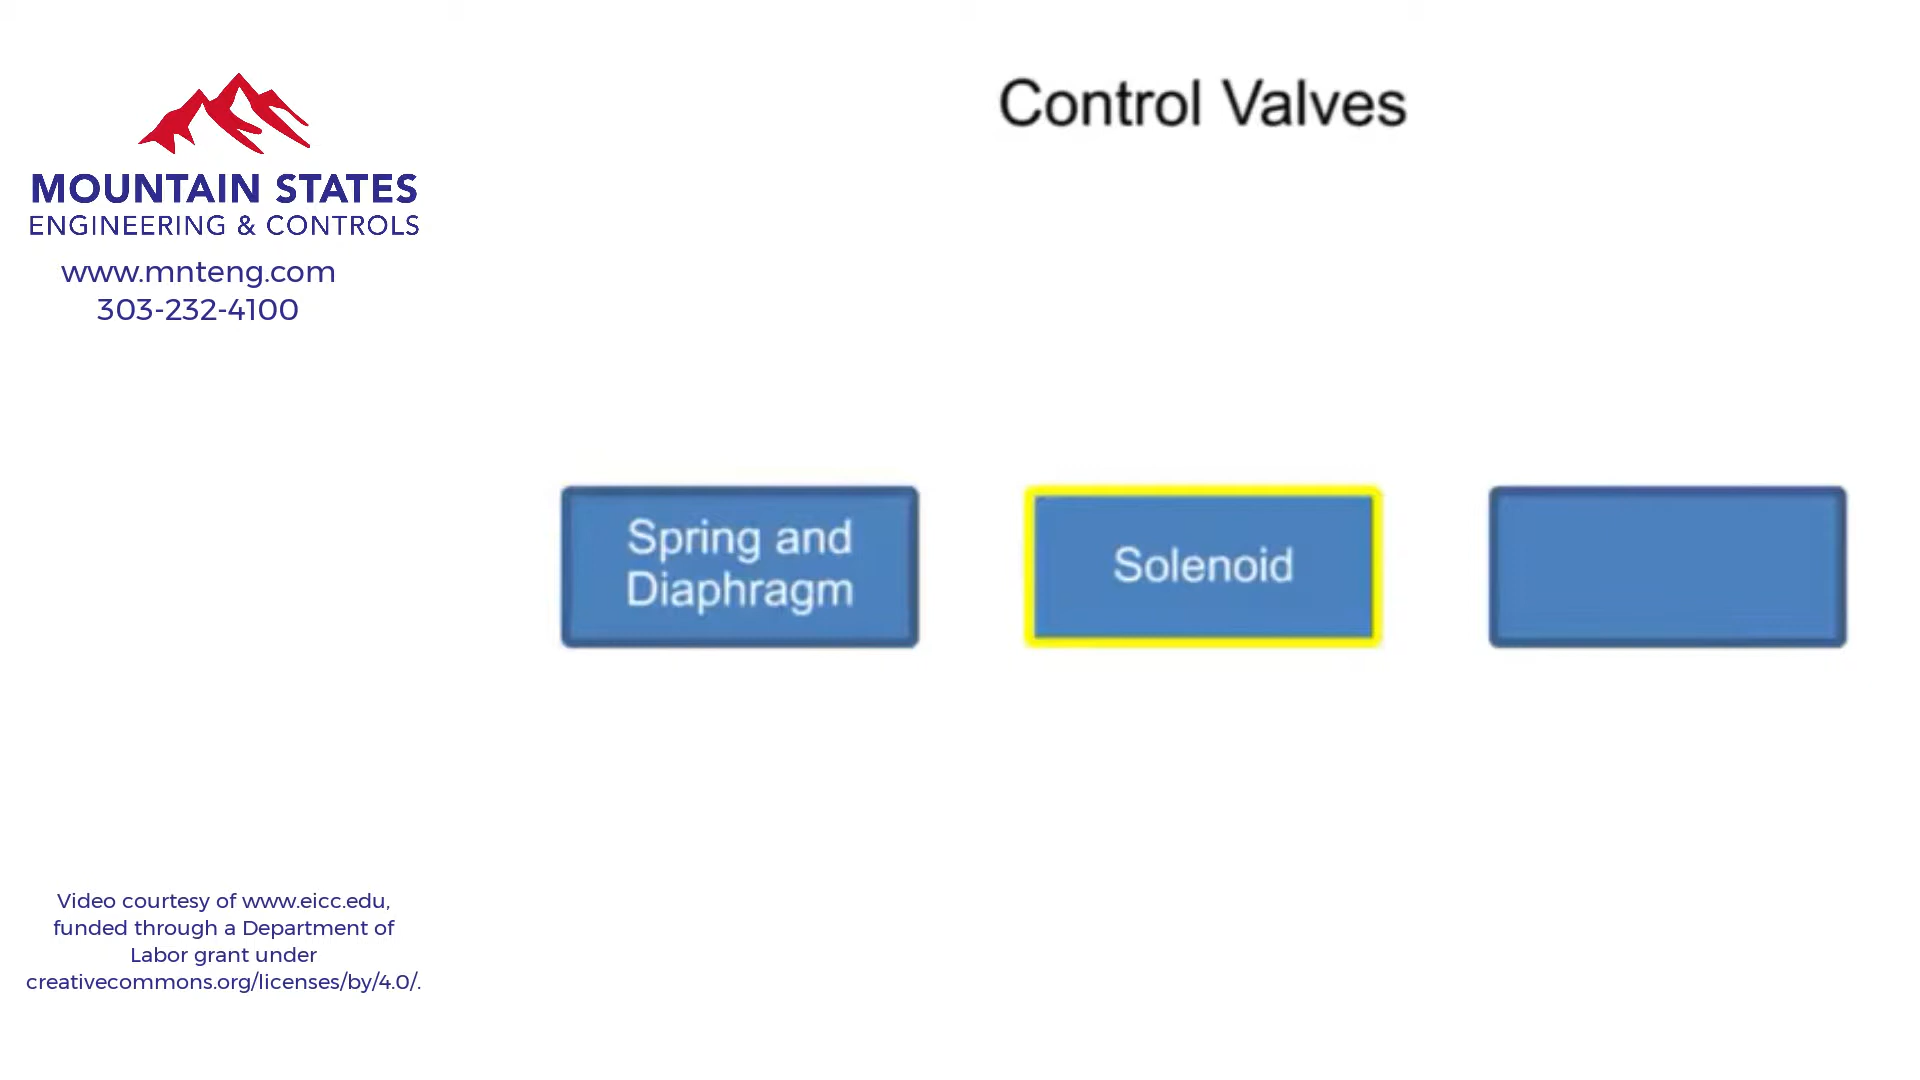 MOUNTAIN STATES
ENGINEERING & CONTROLS
www.mnteng.com
303-232-4100
Control Valves
Spring and
Diaphragm
Solenoid
Video courtesy of www.eicc.edu,
funded through a Department of
Labor grant under
creativecommons.org/licenses/by/4.0/.